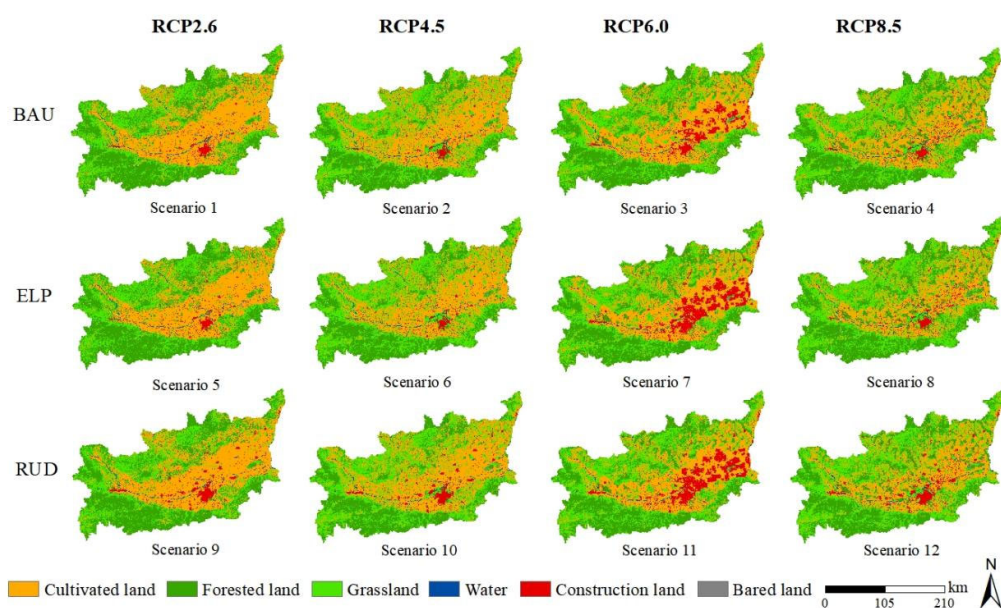 RCP2.6 RCP4.5 RCP6.0 RCP8.5
BAU
Scenario 1 Scenario 2 Scenario 3 Scenario 4
ELP
Scenario 5 Scenario 6 Scenario 7 Scenario 8
RUD
Scenario 9 Scenario 10 Scenario 11 Scenario 12
N
Cultivated land Forested land Grassland Water Construction land Bared land km
0 105 210